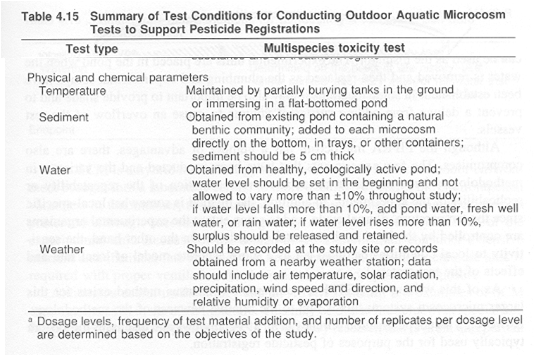 Table 4.15 Summary of Test Conditions for Conducting Outdoor Aquatic Microcosm
Tests to Support Pesticide Registrations
Test type Multispecies toxicity test
Physical and chemical parameters
Temperature Maintained by partially burying tanks in the ground
or immersing in a flat-bottomed pond
Sediment Obtained from existing pond containing a natural
benthic community; added to each microcosm
directly on the bottom, in trays, or other containers;
sediment should be 5 cm thick
Water Obtained from healthy, ecologically active pond;
water level should be set in the beginning and not
allowed to vary more than ±10% throughout study;
if water level falls more than 10%, add pond water, fresh well
water, or rain water; if water level rises more than 10%,
surplus should be released and retained.
Weather Should be recorded at the study site or records
obtained from a nearby weather station; data
should include air temperature, solar radiation,
precipitation, wind speed and direction, and
relative humidity or evaporation
a Dosage levels, frequency of test material addition, and number of replicates per dosage level
are determined based on the objectives of the study.